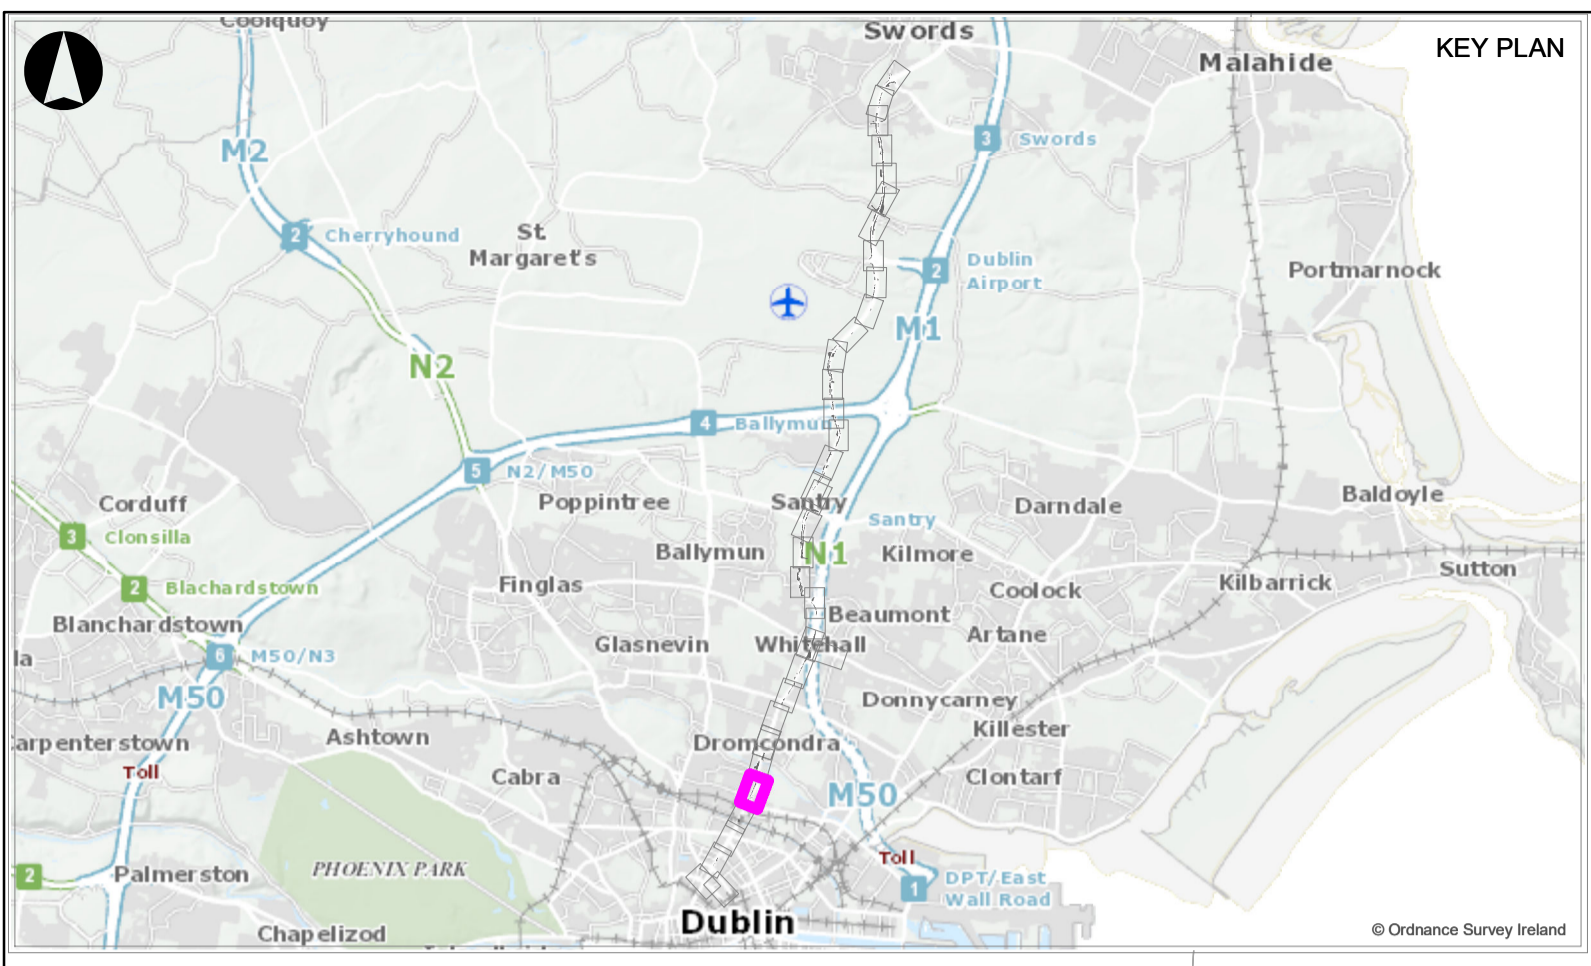 Coolquoy
Swords
KEY PLAN
Malahide
M2
3
Swords
2
Cherryhound
St.
Margaret's
Dublin
Airport
2
Portmarnock
M1
N2
4
Ballymun
5
N2/M50
Corduff
Poppintree
Santry
Darndale
Baldoyle
3
Clonsilla
Santry
Ballymun
N1
Kilmore
Sutton
2
Blachardstown
Finglas
Coolock
Kilbarrick
Blanchardstown
Beaumont
Artane
la
6
M50/N3
Glasnevin
Whitehall
M50
Donnycarney
Killester
arpenterstown
Ashtown
Dromcondra
Toll
Cabra
Clontarf
M50
Toll
2
Palmerston
PHOENIX PARK
1
DPT/East
Wall Road
Dublin
Chapelizod
© Ordnance Survey Ireland